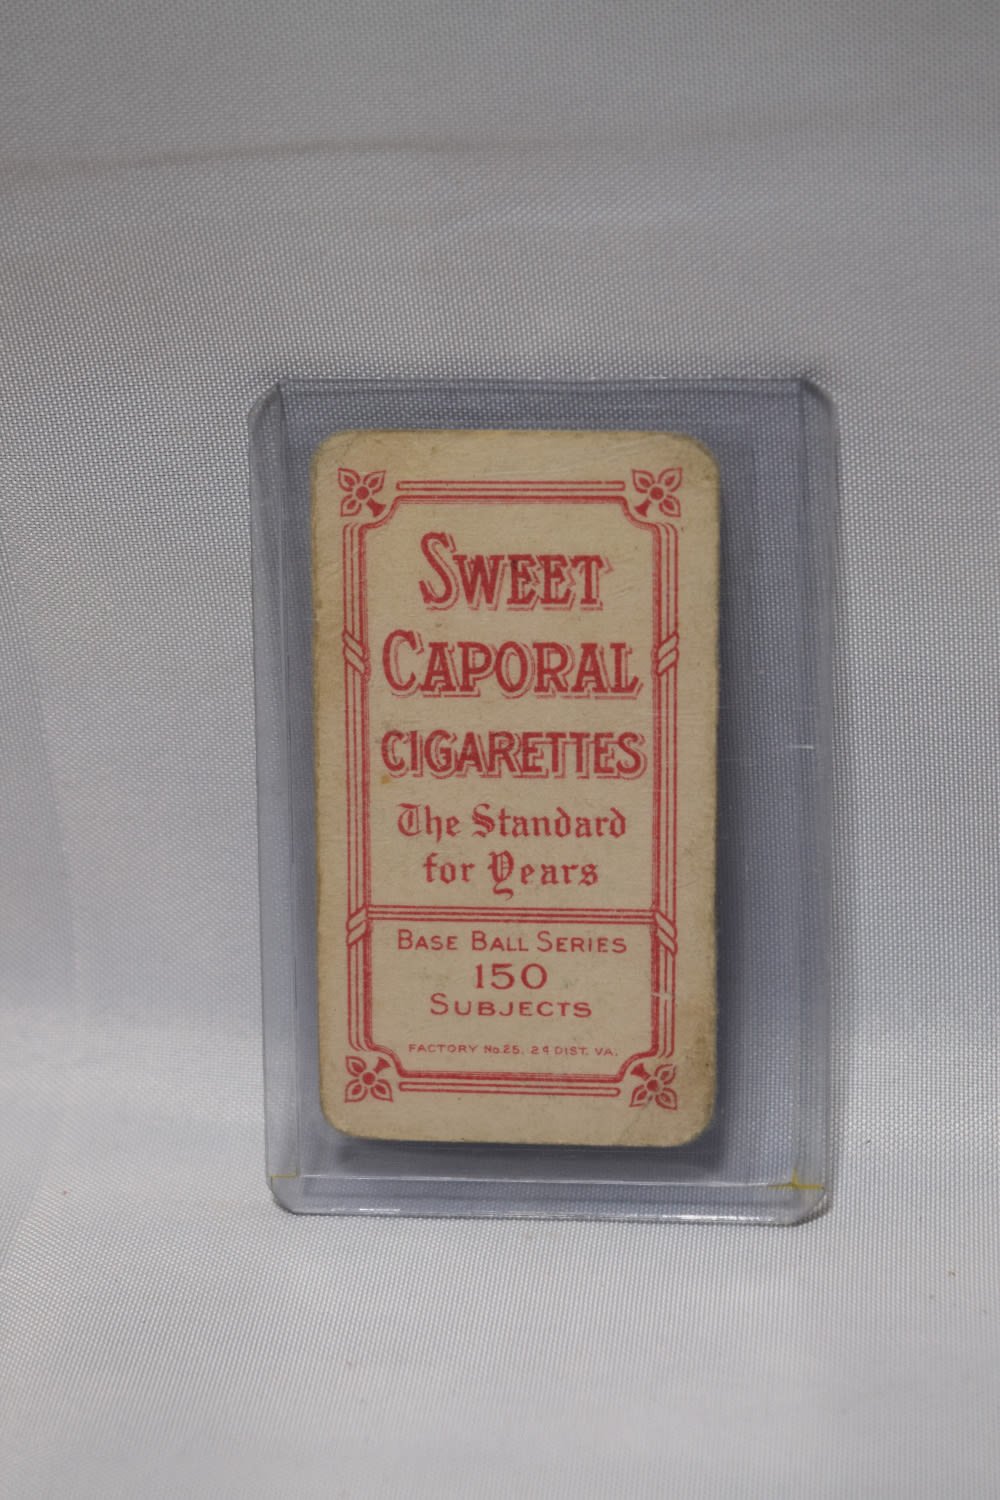 SWEET
CAPORAL
CIGARETTES
The Standard
for Years
BASE BALL SERIES
150
SUBJECTS
FACTORY No. 25, 2d DIST. VA.